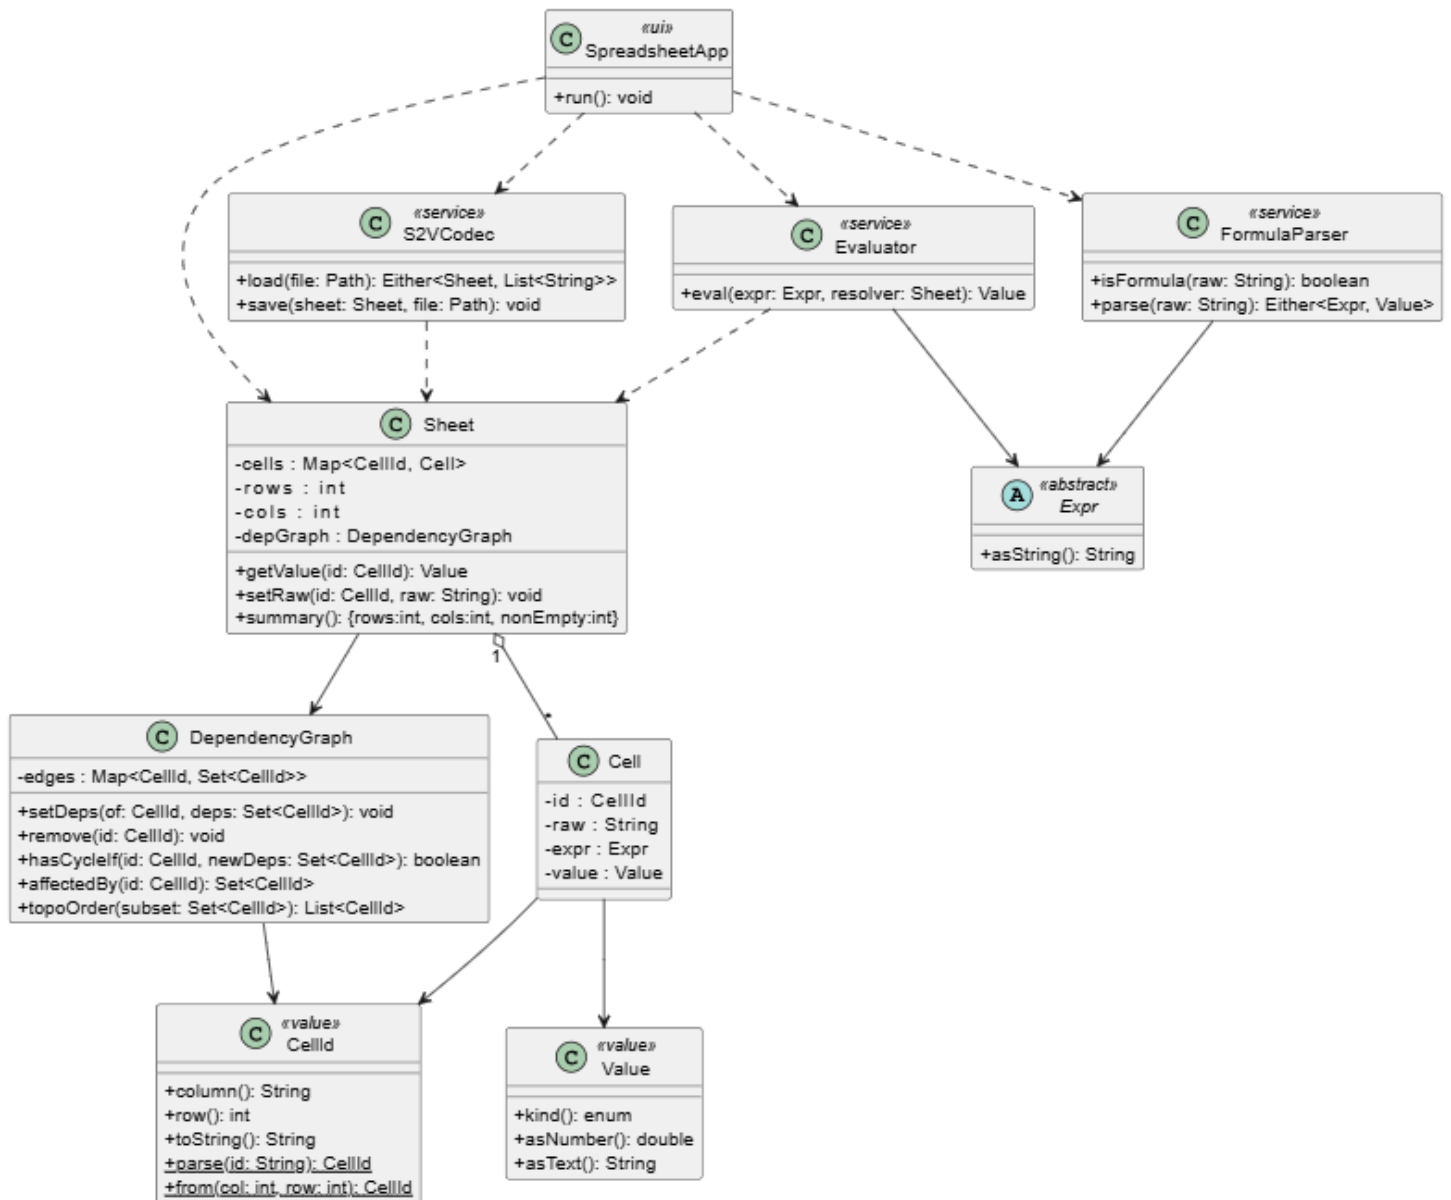 C
«ui»
SpreadsheetApp
+run(): void
C
«service»
S2VCodec
+load(file: Path): Either<Sheet, List<String>>
+save(sheet: Sheet, file: Path): void
C
«service»
Evaluator
+eval(expr: Expr, resolver: Sheet): Value
C
«service»
FormulaParser
+isFormula(raw: String): boolean
+parse(raw: String): Either<Expr, Value>
C
Sheet
-cells : Map<CellId, Cell>
-rows : int
-cols : int
-depGraph : DependencyGraph
+getValue(id: CellId): Value
+setRaw(id: CellId, raw: String): void
+summary(): {rows:int, cols:int, nonEmpty:int}
A
«abstract»
Expr
+asString(): String
1
*
C
DependencyGraph
-edges : Map<CellId, Set<CellId>>
+setDeps(of: CellId, deps: Set<CellId>): void
+remove(id: CellId): void
+hasCycleIf(id: CellId, newDeps: Set<CellId>): boolean
+affectedBy(id: CellId): Set<CellId>
+topoOrder(subset: Set<CellId>): List<CellId>
C
Cell
-id : CellId
-raw : String
-expr : Expr
-value : Value
C
«value»
CellId
+column(): String
+row(): int
+toString(): String
+parse(id: String): CellId
+from(col: int, row: int): CellId
C
«value»
Value
+kind(): enum
+asNumber(): double
+asText(): String